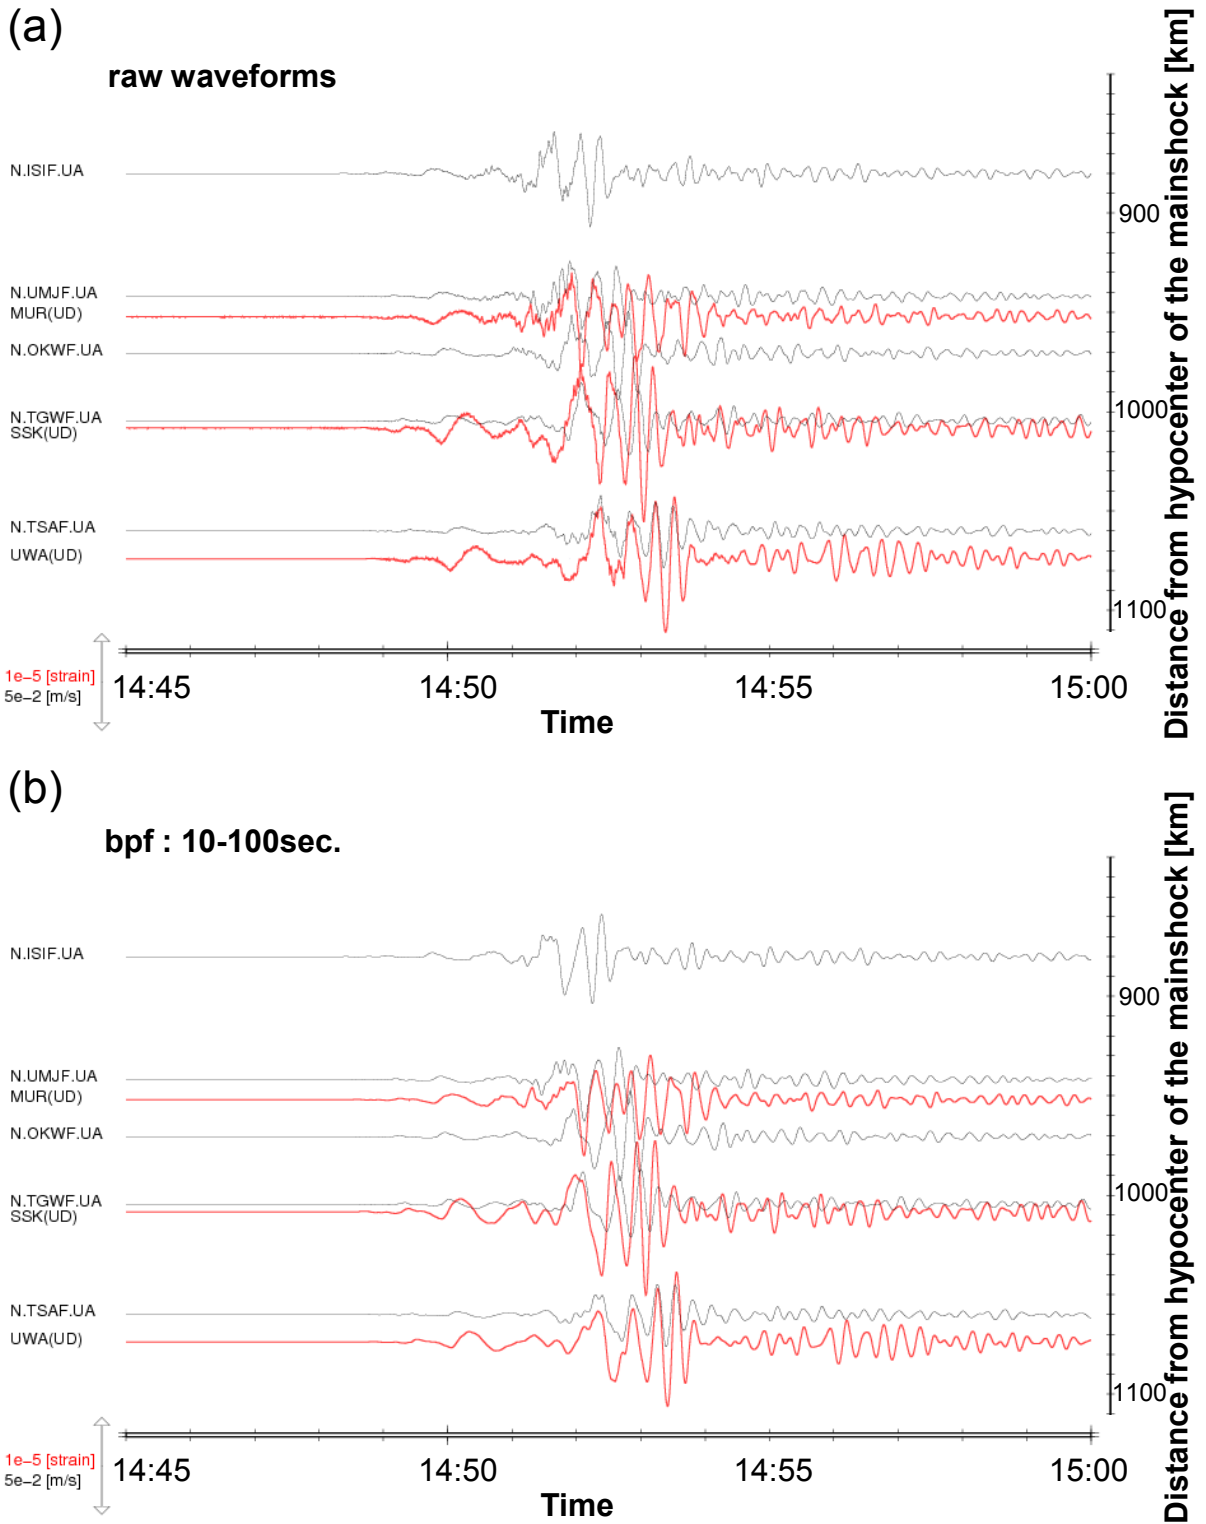 (a)
raw waveforms
Distance from hypocenter of the mainshock [km]
N.ISIF.UA
900
N.UMJF.UA
MUR(UD)
N.OKWF.UA
1000
N.TGWF.UA
SSK(UD)
N.TSAF.UA
UWA(UD)
1100
1e−5 [strain]
5e−2 [m/s]
14:45 14:50 14:55 15:00
Time
(b)
bpf : 10-100sec.
Distance from hypocenter of the mainshock [km]
N.ISIF.UA
900
N.UMJF.UA
MUR(UD)
N.OKWF.UA
1000
N.TGWF.UA
SSK(UD)
N.TSAF.UA
UWA(UD)
1100
1e−5 [strain]
5e−2 [m/s]
14:45 14:50 14:55 15:00
Time